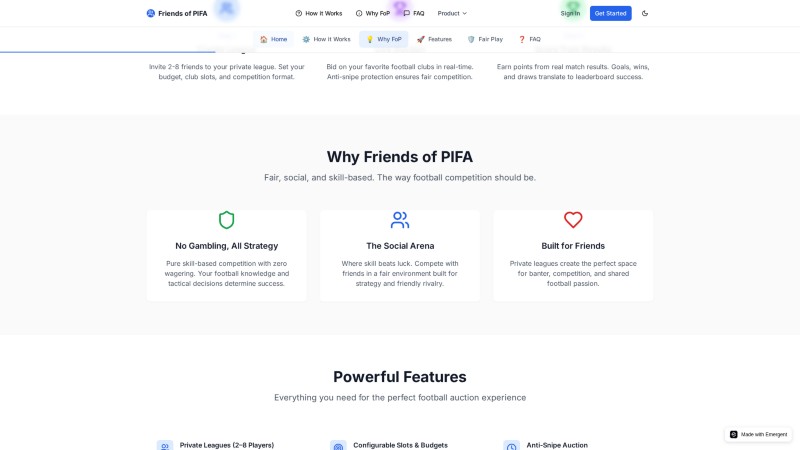 Friends of PIFA
How it Works
Why FoP
FAQ
Product
Sign In
Get Started
🏠 Home
⚙️ How it Works
💡 Why FoP
🚀 Features
🛡️ Fair Play
❓ FAQ
Invite 2-8 friends to your private league. Set your
budget, club slots, and competition format.
Bid on your favorite football clubs in real-time.
Anti-snipe protection ensures fair competition.
Earn points from real match results. Goals, wins,
and draws translate to leaderboard success.
Why Friends of PIFA
Fair, social, and skill-based. The way football competition should be.
No Gambling, All Strategy
Pure skill-based competition with zero
wagering. Your football knowledge and
tactical decisions determine success.
The Social Arena
Where skill beats luck. Compete with
friends in a fair environment built for
strategy and friendly rivalry.
Built for Friends
Private leagues create the perfect space
for banter, competition, and shared
football passion.
Powerful Features
Everything you need for the perfect football auction experience
Private Leagues (2–8 Players)
Configurable Slots & Budgets
Anti-Snipe Auction
Made with Emergent